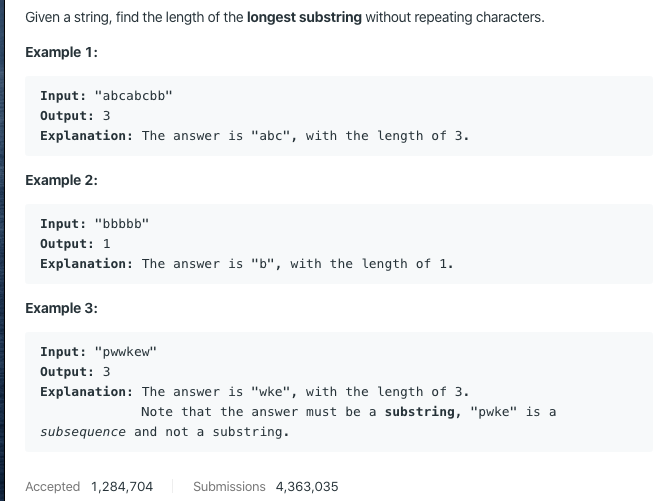 Given a string, find the length of the longest substring without repeating characters.
Example 1:
Input: "abcabcbb"
Output: 3
Explanation: The answer is "abc", with the length of 3.
Example 2:
Input: "bbbbb"
Output: 1
Explanation: The answer is "b", with the length of 1.
Example 3:
Input: "pwwkew"
Output: 3
Explanation: The answer is "wke", with the length of 3.
Note that the answer must be a substring, "pwke" is a
subsequence and not a substring.
Accepted 1,284,704 Submissions 4,363,035